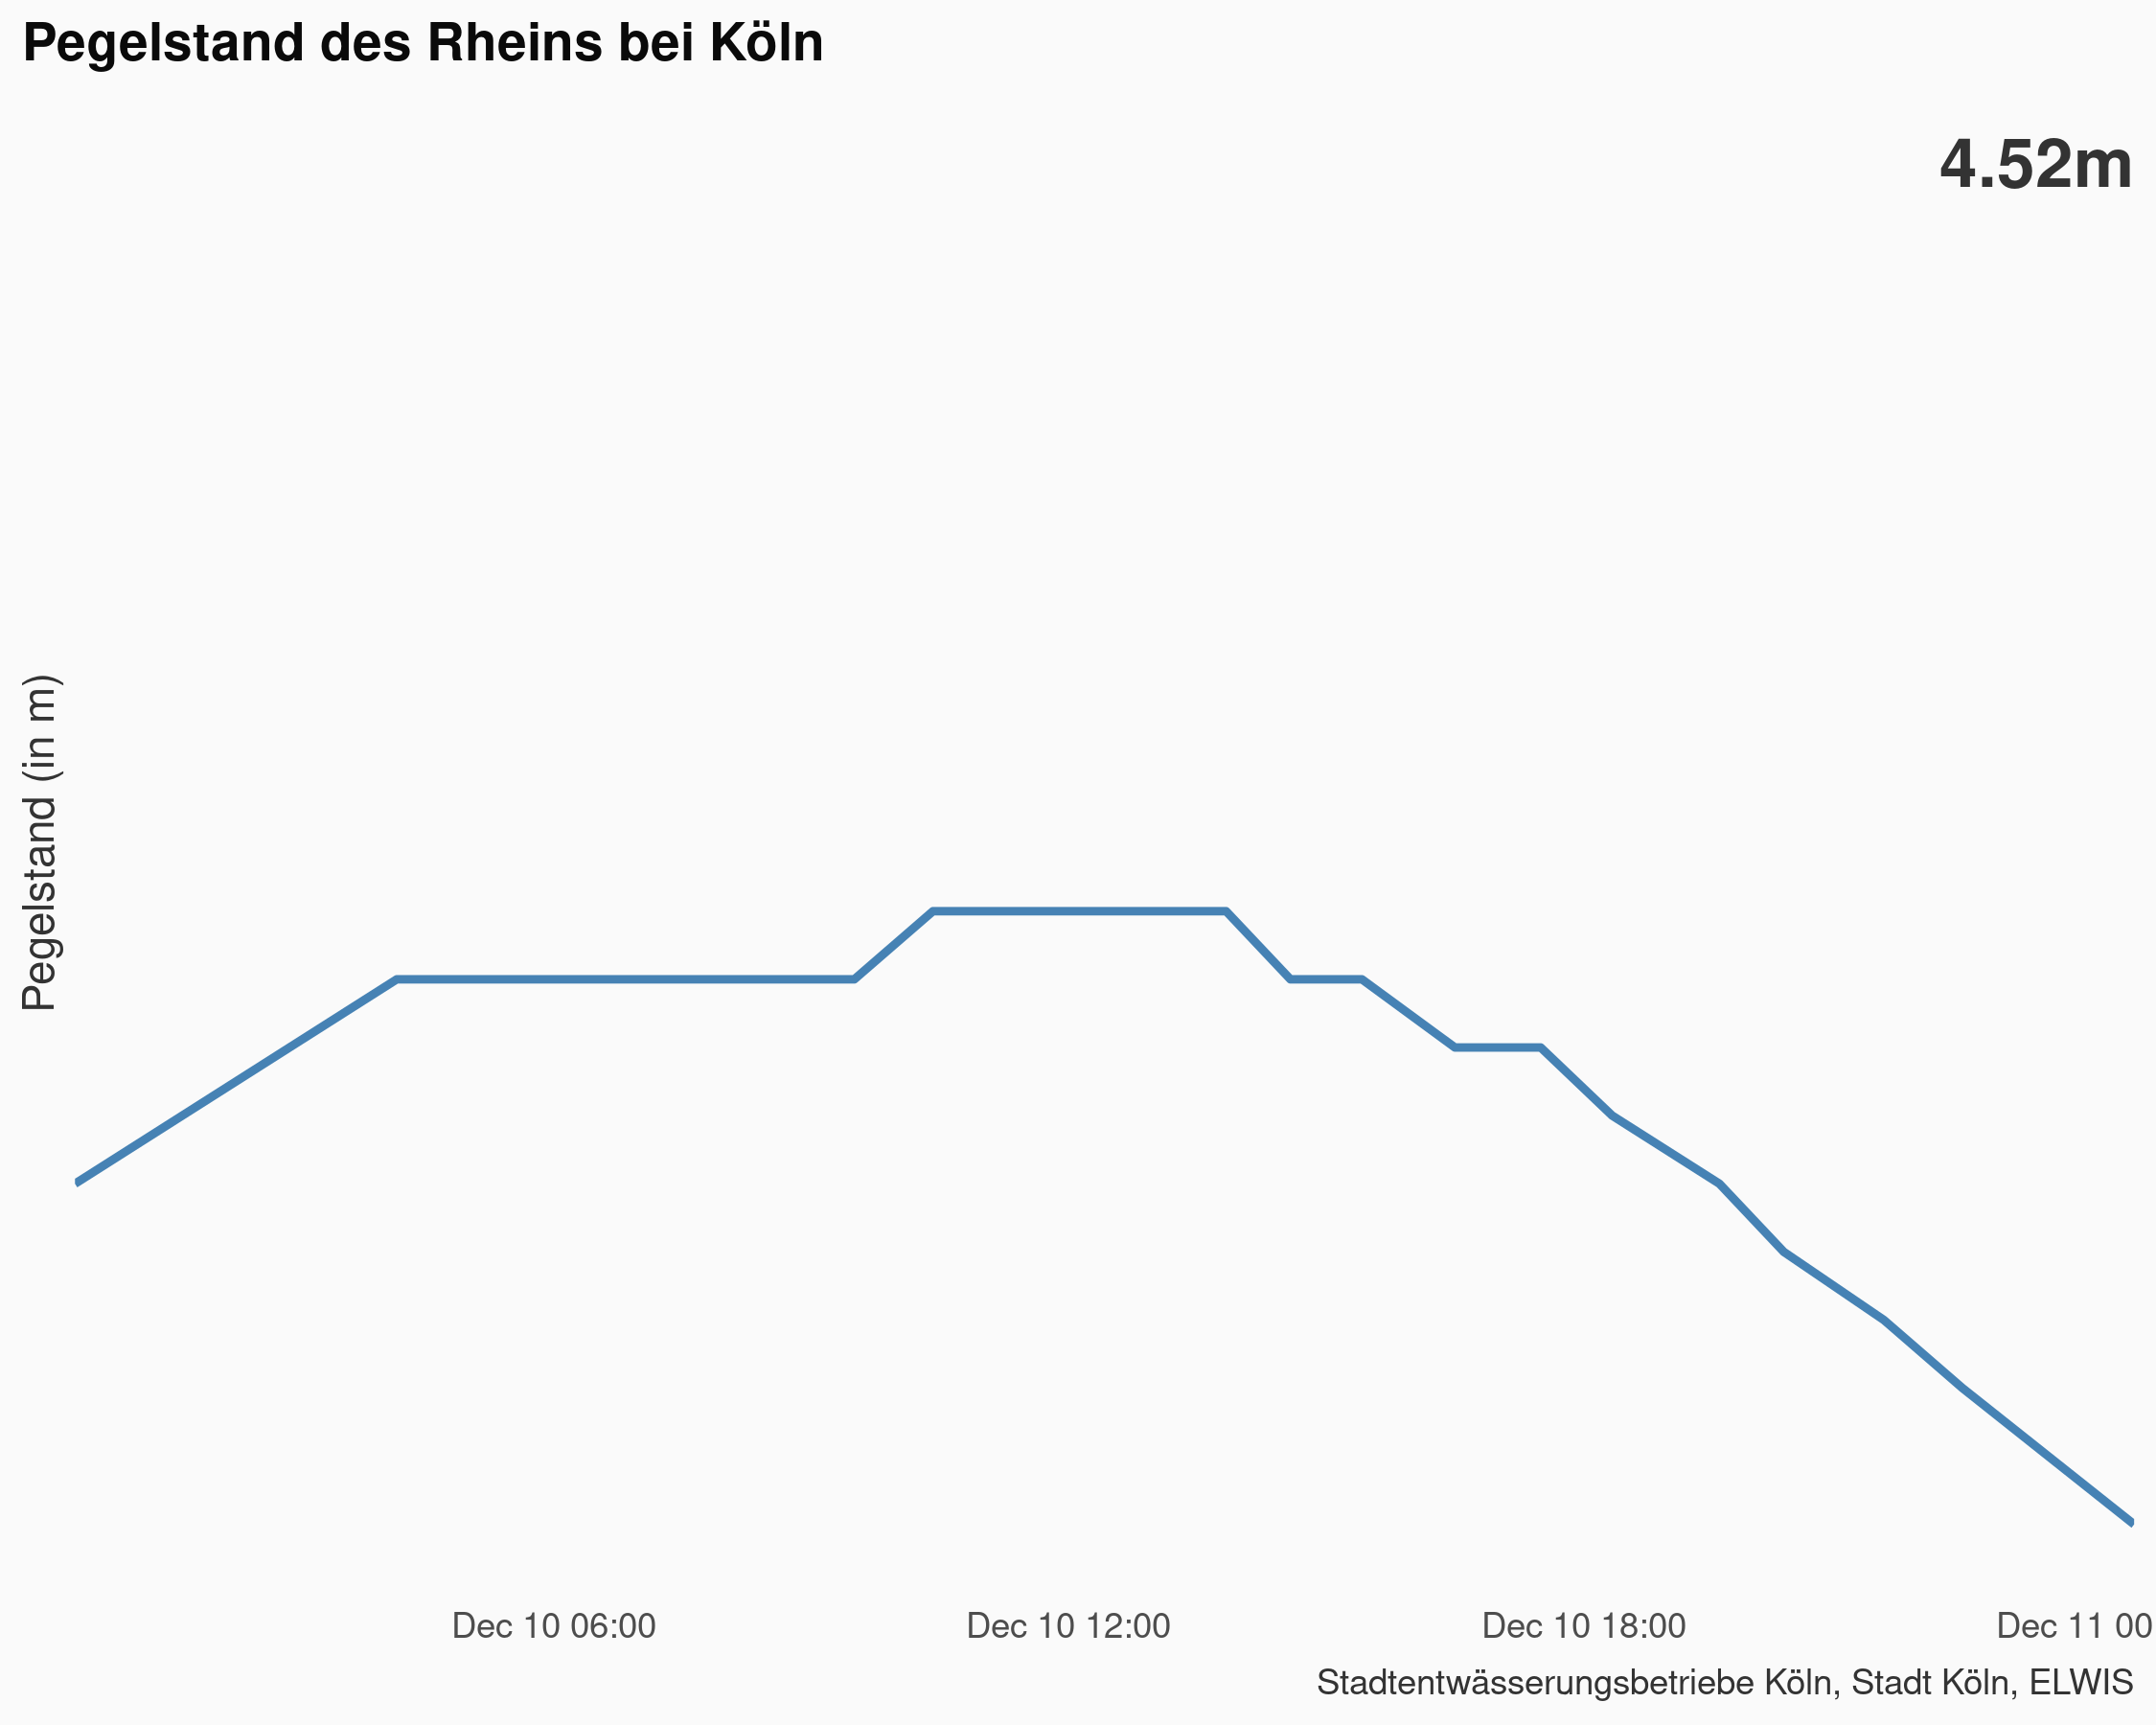 Pegelstand des Rheins bei Köln
4.52m
Pegelstand (in m)
Dec 10 06:00
Dec 10 12:00
Dec 10 18:00
Dec 11 00
Stadtentwässerungsbetriebe Köln, Stadt Köln, ELWIS